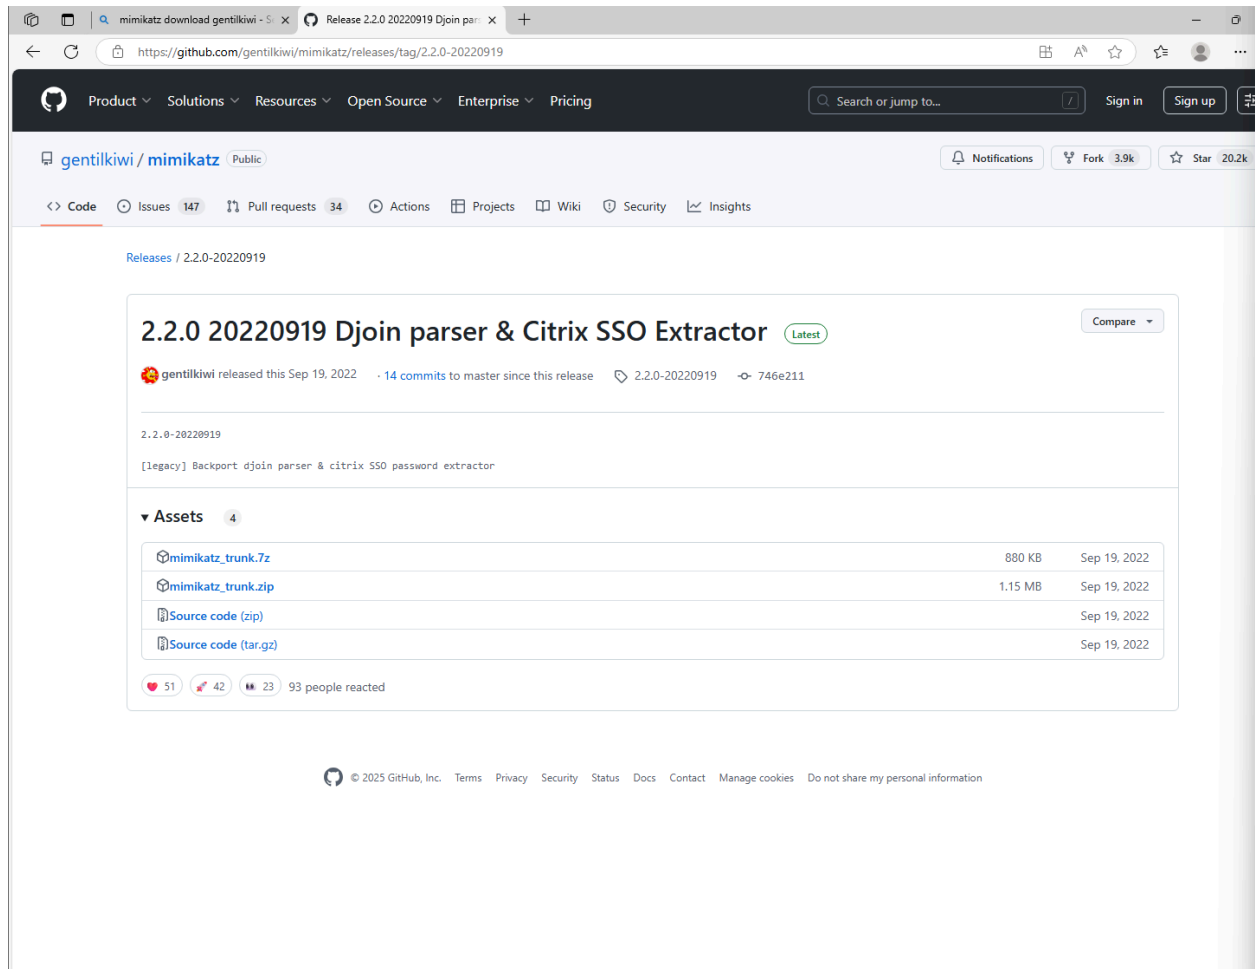 mimikatz download gentilkiwi - S
Release 2.2.0 20220919 Djoin par
https://github.com/gentilkiwi/mimikatz/releases/tag/2.2.0-20220919
Product Solutions Resources Open Source Enterprise Pricing Search or jump to... / Sign in Sign up
gentilkiwi / mimikatz Public Notifications Fork 3.9k Star 20.2k
Code Issues 147 Pull requests 34 Actions Projects Wiki Security Insights
Releases / 2.2.0-20220919
2.2.0 20220919 Djoin parser & Citrix SSO Extractor Latest Compare
gentilkiwi released this Sep 19, 2022 · 14 commits to master since this release 2.2.0-20220919 746e211
2.2.0-20220919
[legacy] Backport djoin parser & citrix SSO password extractor
Assets 4
mimikatz_trunk.7z 880 KB Sep 19, 2022
mimikatz_trunk.zip 1.15 MB Sep 19, 2022
Source code (zip) Sep 19, 2022
Source code (tar.gz) Sep 19, 2022
51 42 23 93 people reacted
© 2025 GitHub, Inc. Terms Privacy Security Status Docs Contact Manage cookies Do not share my personal information